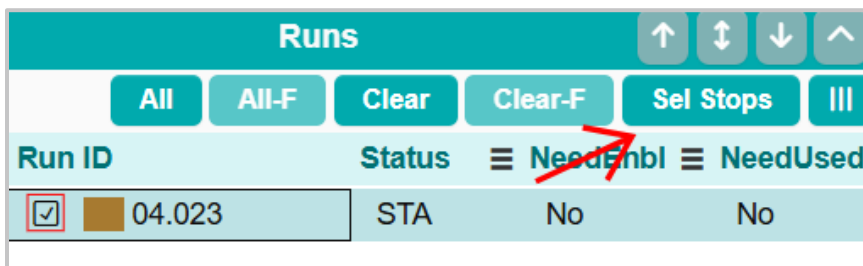 Runs
All All-F Clear Clear-F Sel Stops
Run ID Status NeedEnbl NeedUsed
04.023 STA No No